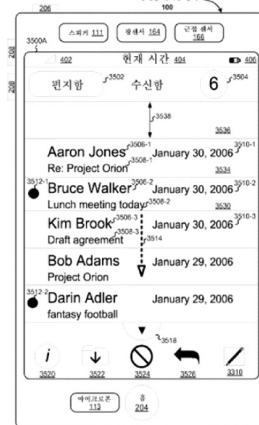 206
100
스피커 111
광센서 164
근접 센서 166
3500A
208
208
402
현재 시간 404
406
편지함
3502
수신함
6
3504
3538
3536
Aaron Jones 3506-1 January 30, 2006 3510-1
Re: Project Orion 3508-1 3534
3512-1 Bruce Walker 3506-2 January 30, 2006 3510-2
Lunch meeting today 3508-2 3530
Kim Brook 3506-3 January 30, 2006 3510-3
Draft agreement 3508-3 3514
Bob Adams January 29, 2006
Project Orion
3512-2 Darin Adler January 29, 2006
fantasy football
3518
i
3520 3522 3524 3526 3310
마이크로폰 113
홈 204